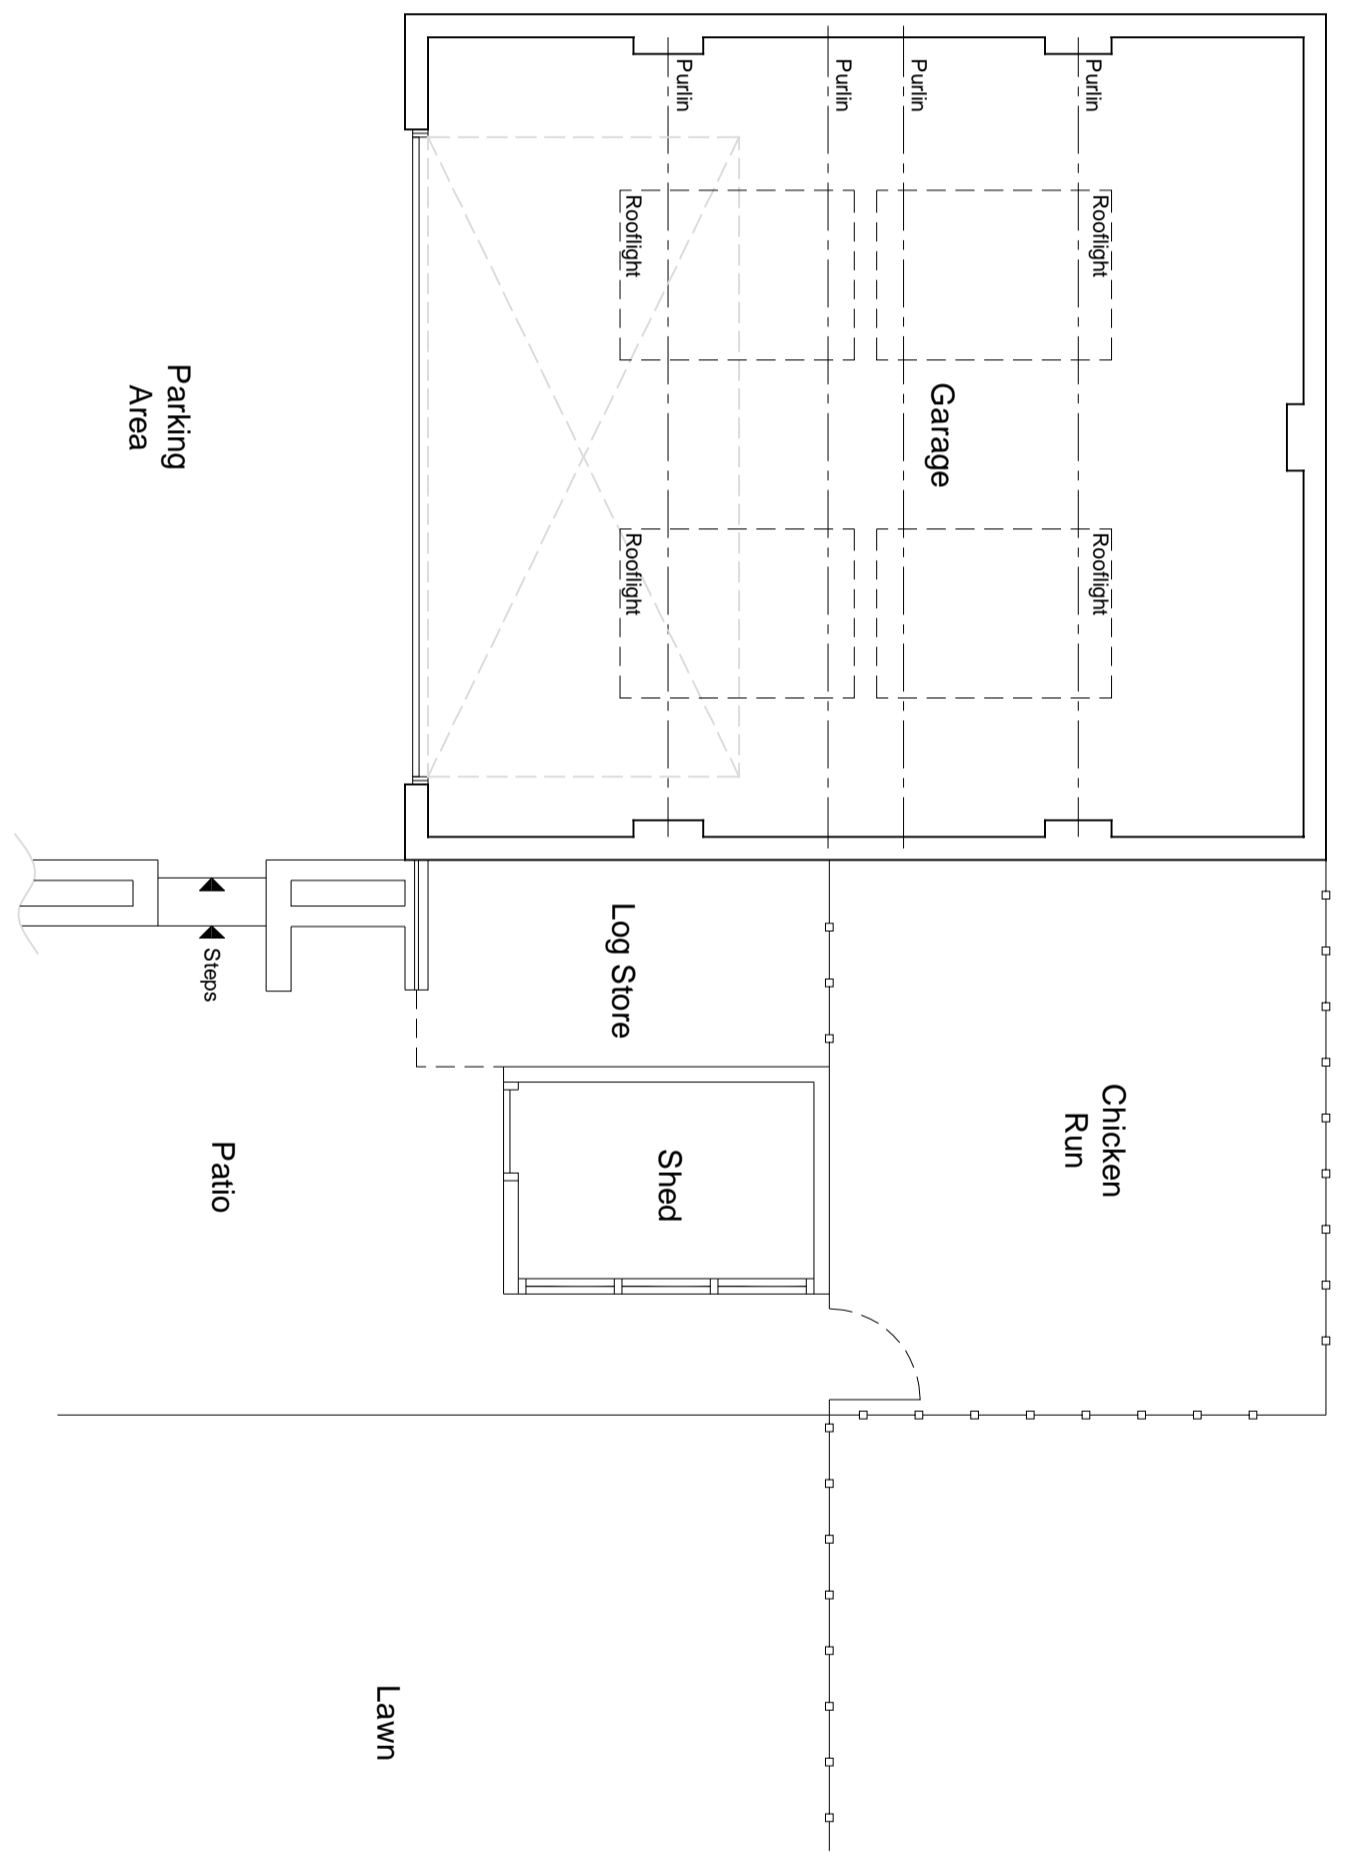 Purlin
Purlin
Purlin
Purlin
Rooflight
Rooflight
Garage
Rooflight
Rooflight
Parking
Area
Log Store
Steps
Chicken
Run
Shed
Patio
Lawn